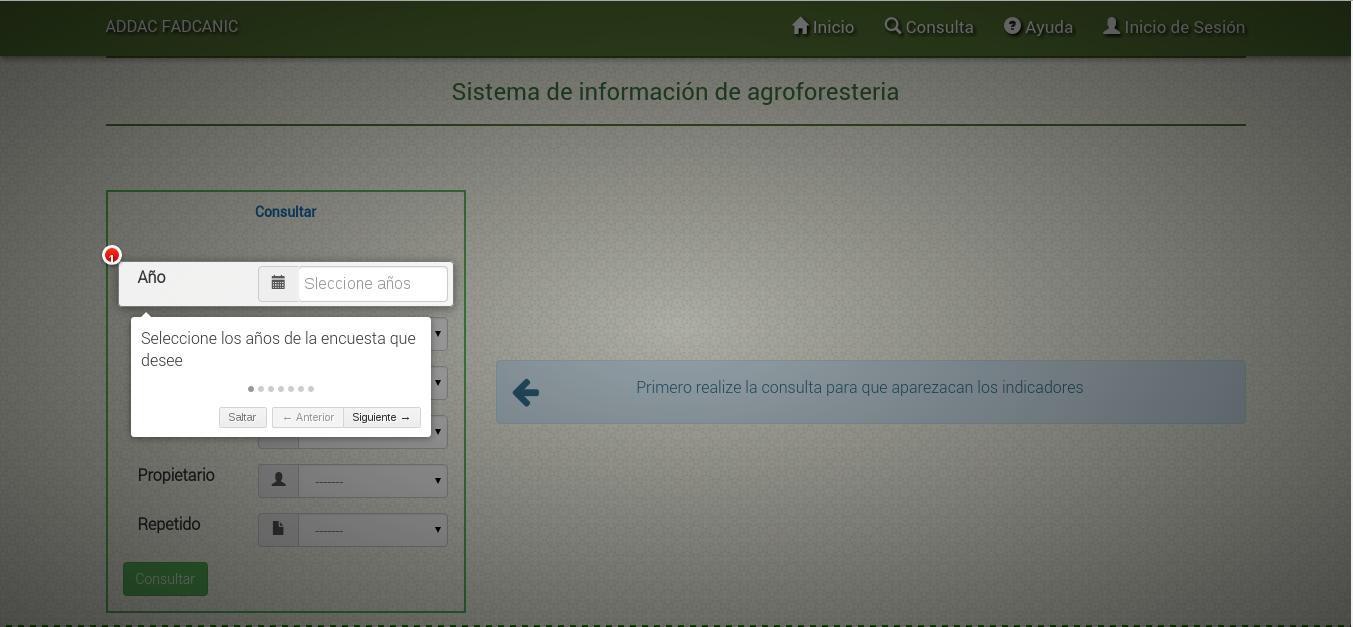 ADDAC FADCANIC
Inicio
Consulta
Ayuda
Inicio de Sesión
Sistema de información de agroforesteria
Consultar
1
Año
Sleccione años
Seleccione los años de la encuesta que
desee
Saltar
← Anterior
Siguiente →
Primero realize la consulta para que aparezacan los indicadores
Propietario
-------
Repetido
-------
Consultar